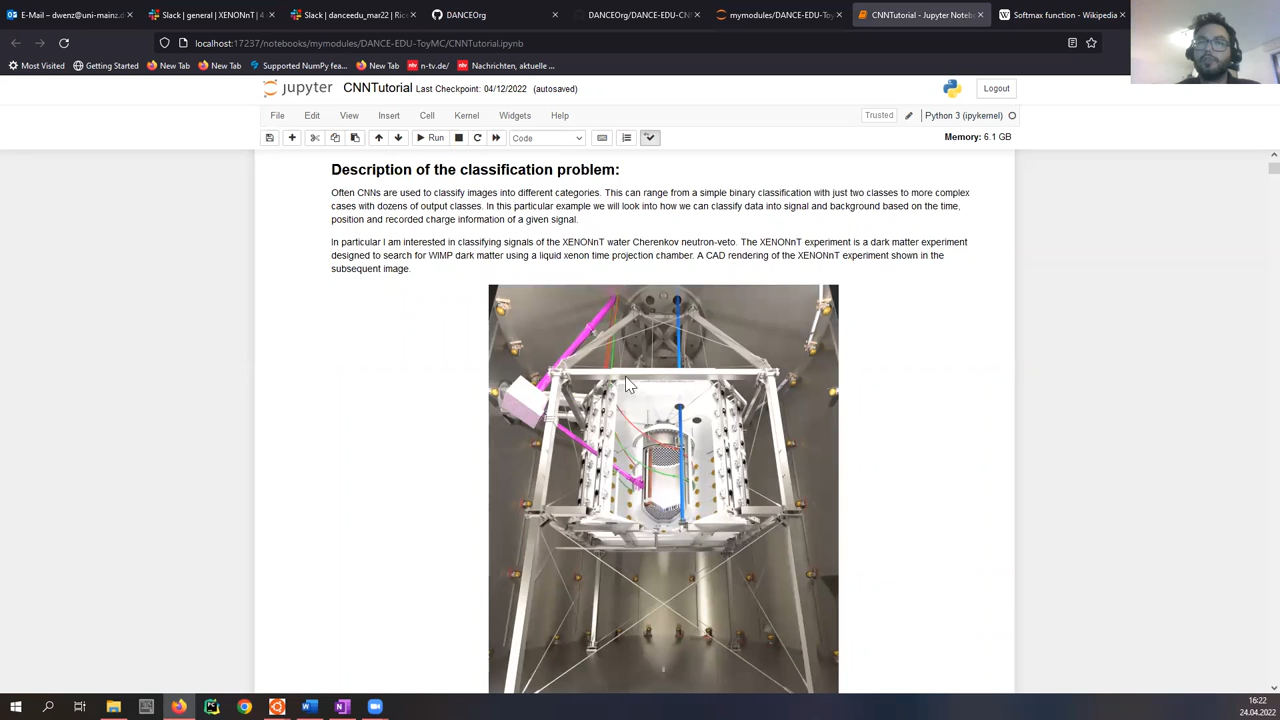 E-Mail – dwenz@uni-mainz.d
Slack | general | XENONnT | 4
Slack | danceedu_mar22 | Ric
DANCEOrg
DANCEOrg/DANCE-EDU-CN
mymodules/DANCE-EDU-Toy
CNNTutorial - Jupyter Noteb
Softmax function - Wikipedia
localhost:17237/notebooks/mymodules/DANCE-EDU-ToyMC/CNNTutorial.ipynb
Most Visited
Getting Started
New Tab
New Tab
Supported NumPy fea...
New Tab
n-tv.de/
Nachrichten, aktuelle ...
jupyter CNNTutorial Last Checkpoint: 04/12/2022 (autosaved)
Logout
File Edit View Insert Cell Kernel Widgets Help
Trusted
Python 3 (ipykernel)
Run
Code
Memory: 6.1 GB
Description of the classification problem:
Often CNNs are used to classify images into different categories. This can range from a simple binary classification with just two classes to more complex
cases with dozens of output classes. In this particular example we will look into how we can classify data into signal and background based on the time,
position and recorded charge information of a given signal.
In particular I am interested in classifying signals of the XENONnT water Cherenkov neutron-veto. The XENONnT experiment is a dark matter experiment
designed to search for WIMP dark matter using a liquid xenon time projection chamber. A CAD rendering of the XENONnT experiment shown in the
subsequent image.
16:22
24.04.2022